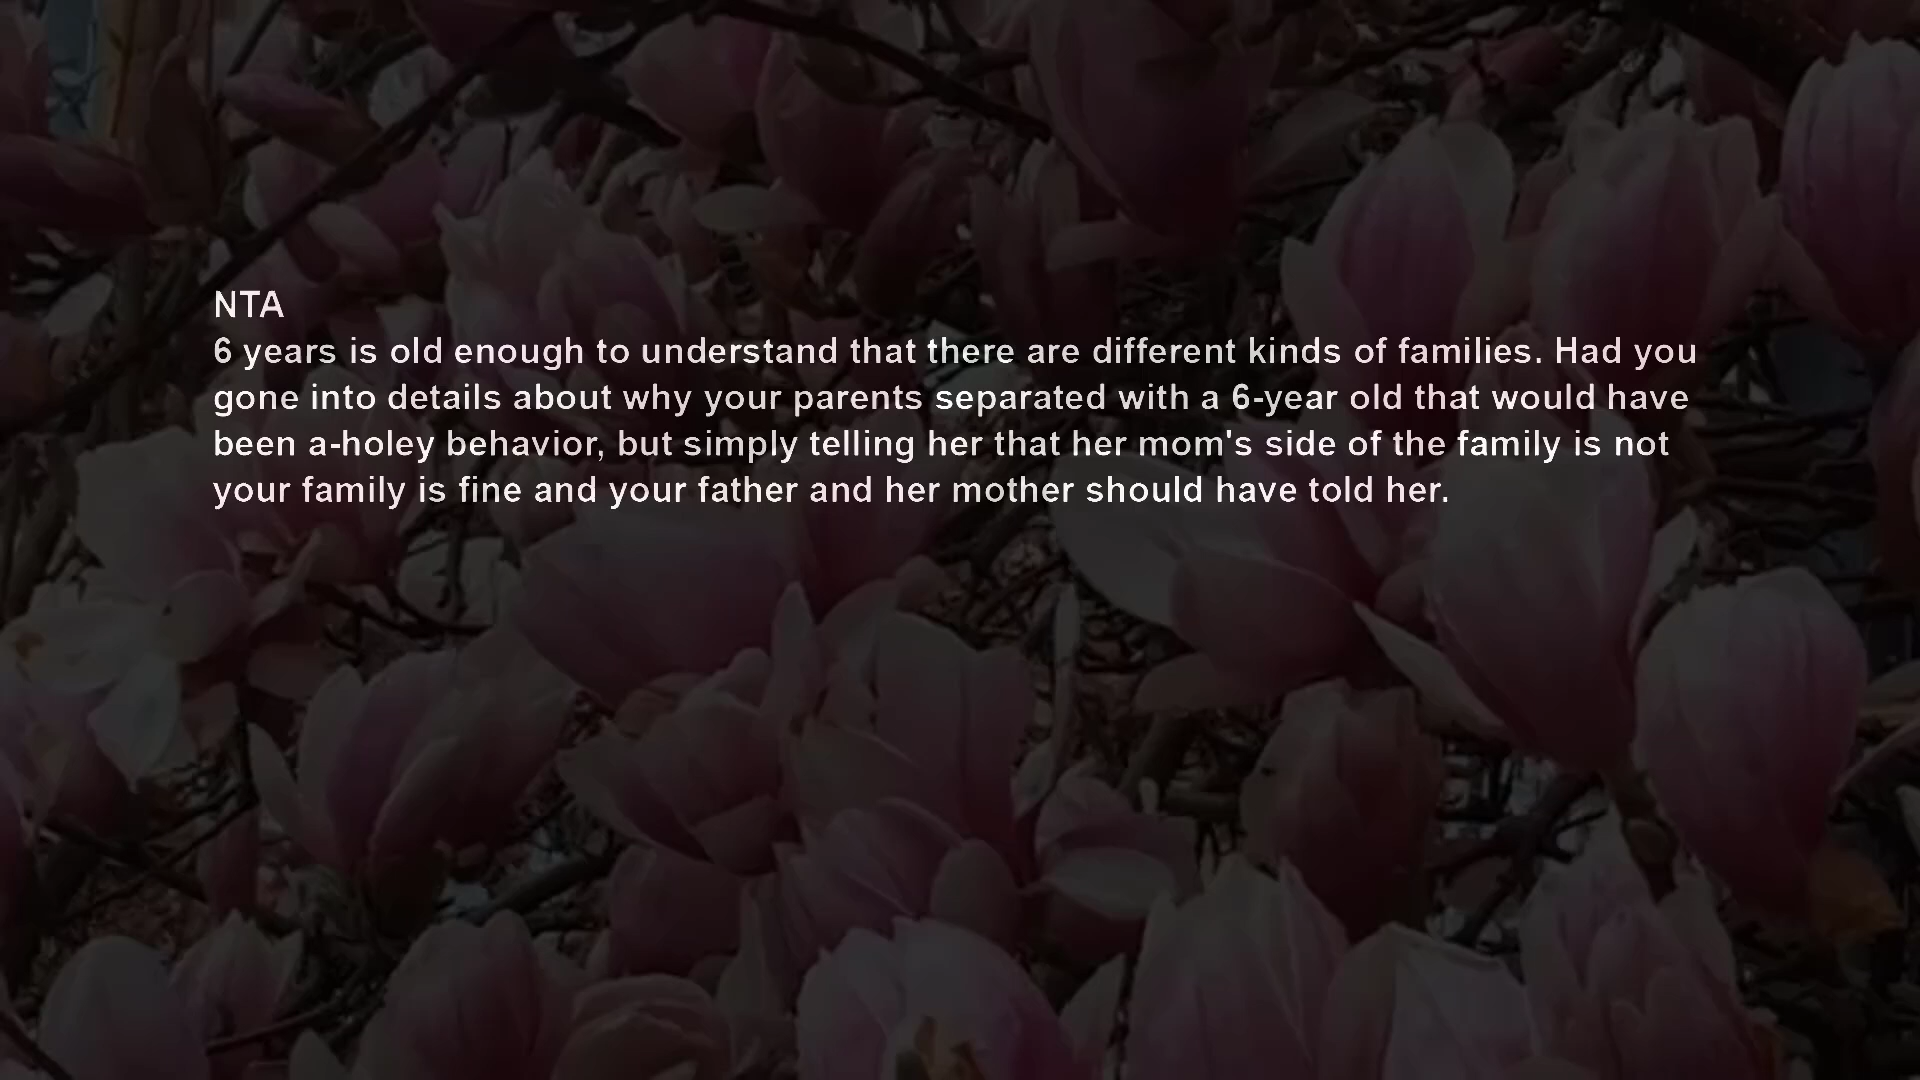 NTA
6 years is old enough to understand that there are different kinds of families. Had you
gone into details about why your parents separated with a 6-year old that would have
been a-holey behavior, but simply telling her that her mom's side of the family is not
your family is fine and your father and her mother should have told her.